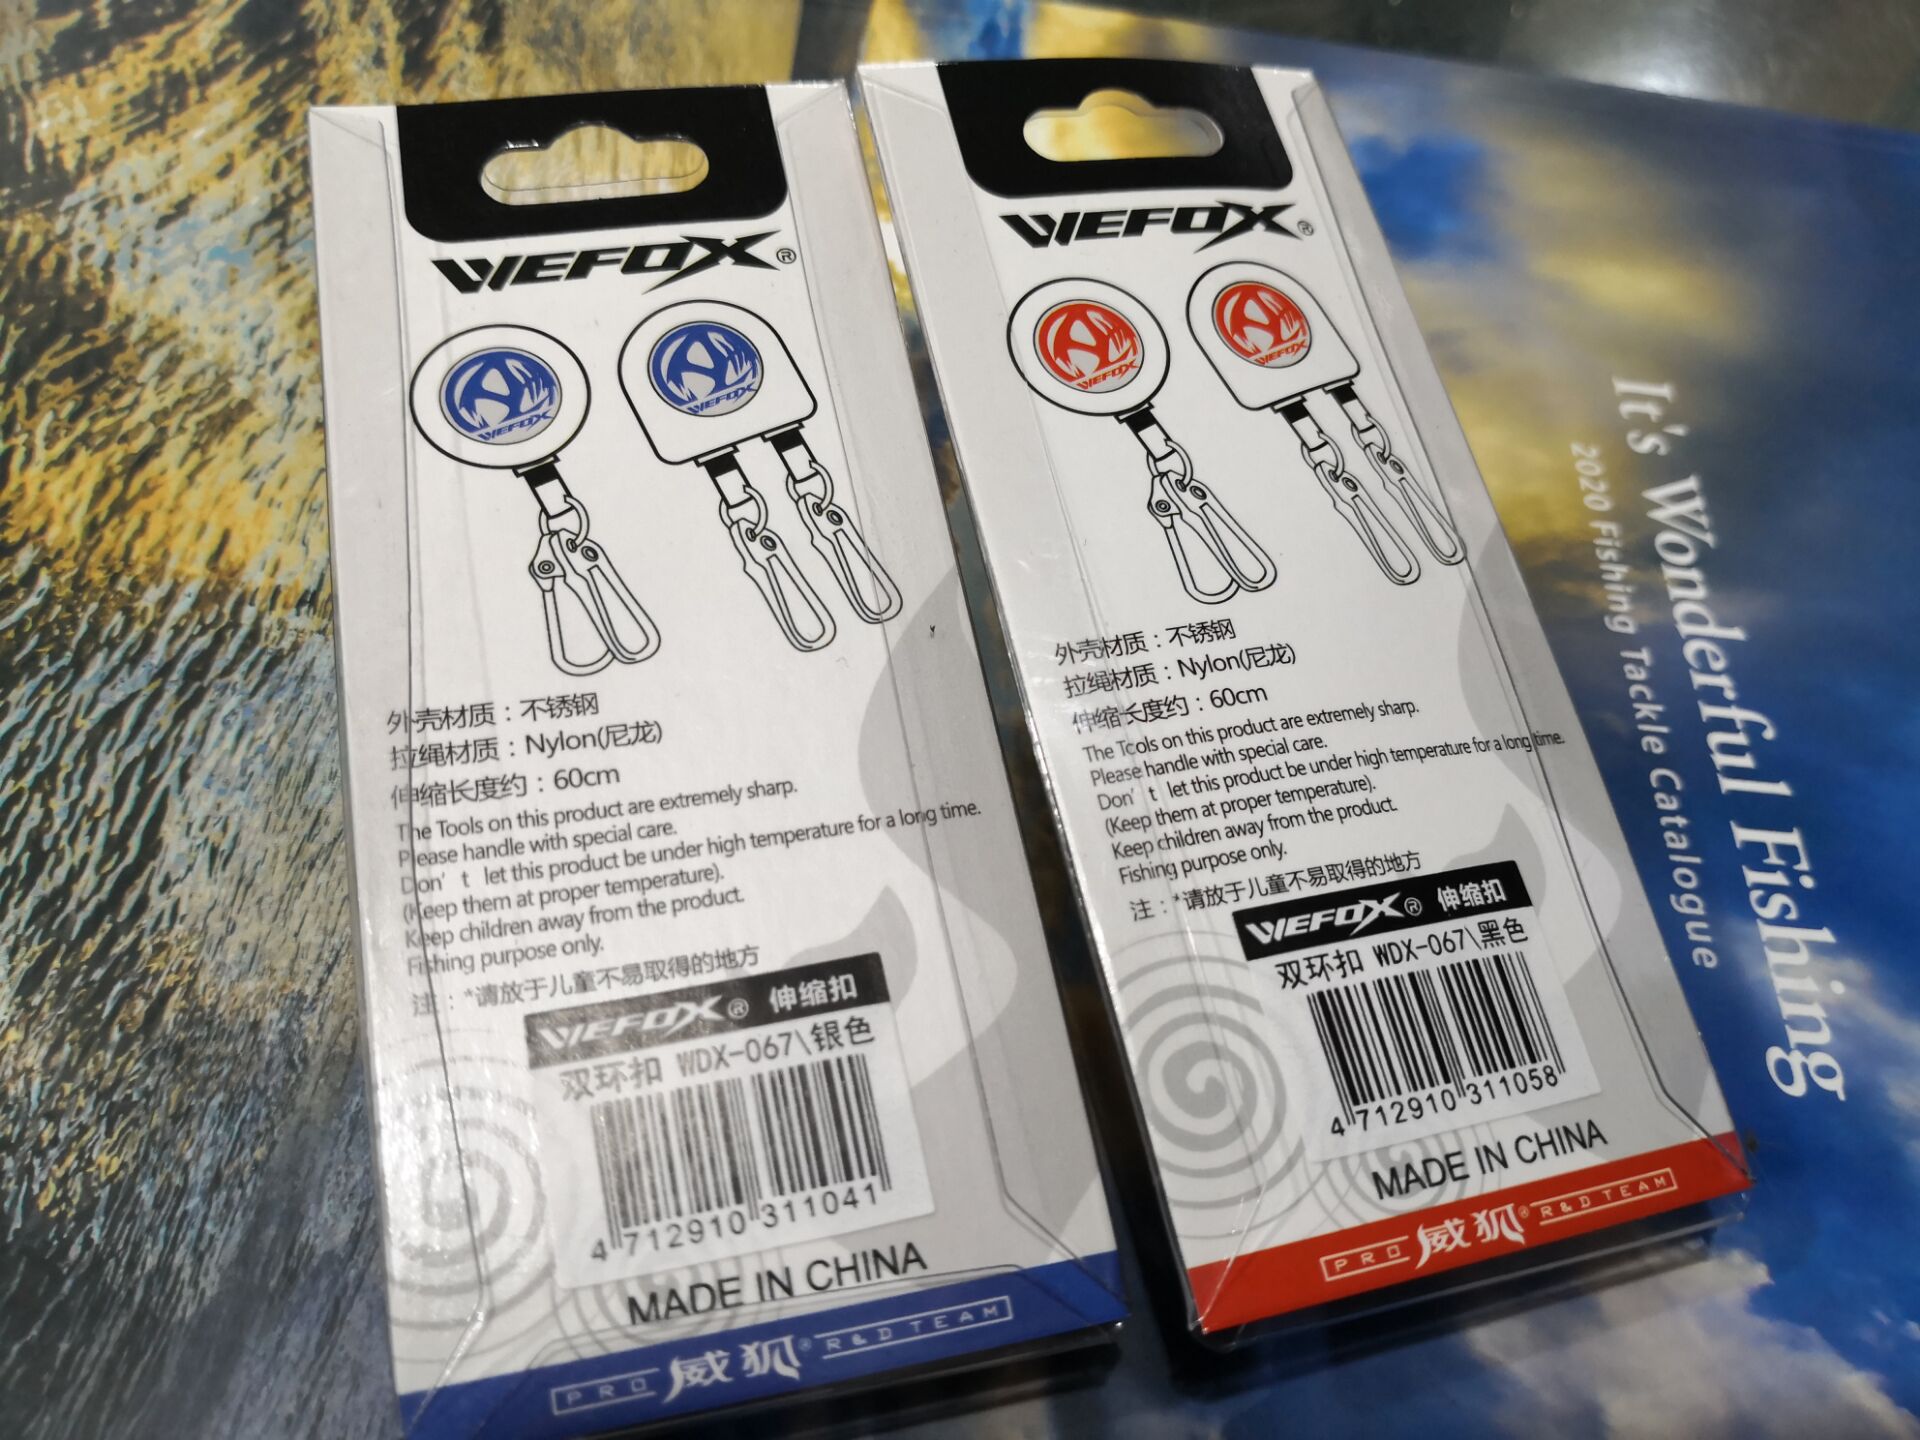 WEFOX®
WEFOX
WEFOX
外壳材质：不锈钢
拉绳材质：Nylon(尼龙)
伸缩长度约：60cm
The Tools on this product are extremely sharp.
Please handle with special care.
Don't let this product be under high temperature for a long time.
(Keep them at proper temperature).
Keep children away from the product.
Fishing purpose only.
注：*请放于儿童不易取得的地方
WEFOX® 伸缩扣
双环扣 WDX-067\银色
4 712910 311041
MADE IN CHINA
PRO 威狐® R&D TEAM
WEFOX®
WEFOX
WEFOX
外壳材质：不锈钢
拉绳材质：Nylon(尼龙)
伸缩长度约：60cm
The Tools on this product are extremely sharp.
Please handle with special care.
Don't let this product be under high temperature for a long time.
(Keep them at proper temperature).
Keep children away from the product.
Fishing purpose only.
注：*请放于儿童不易取得的地方
WEFOX® 伸缩扣
双环扣 WDX-067\黑色
4 712910 311058
MADE IN CHINA
PRO 威狐® R&D TEAM
It's Wonderful Fishing
2020 Fishing Tackle Catalogue